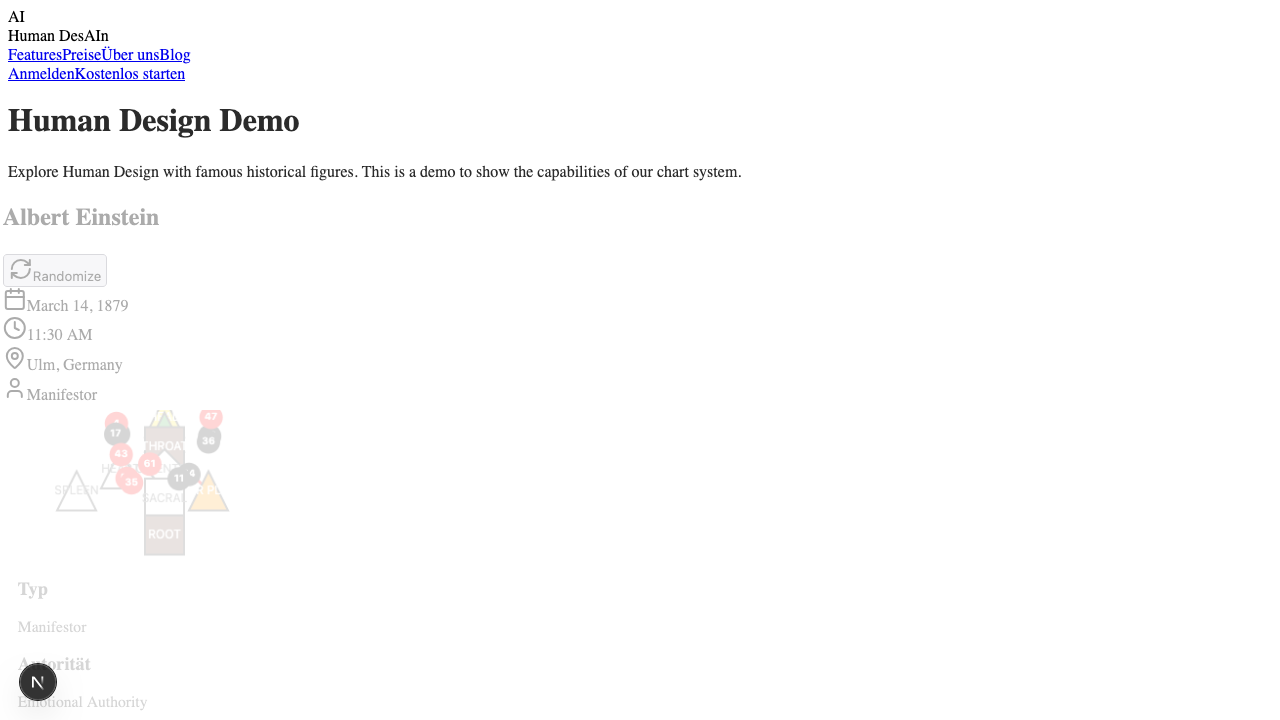 AI
Human DesAIn
FeaturesPreiseÜber unsBlog
AnmeldenKostenlos starten
Human Design Demo
Explore Human Design with famous historical figures. This is a demo to show the capabilities of our chart system.
Albert Einstein
Randomize
March 14, 1879
11:30 AM
Ulm, Germany
Manifestor
47
17
THROAT
36
43
61
11
4
35
SPLEEN
SACRAL
ROOT
Typ
Manifestor
Autorität
N
Emotional Authority